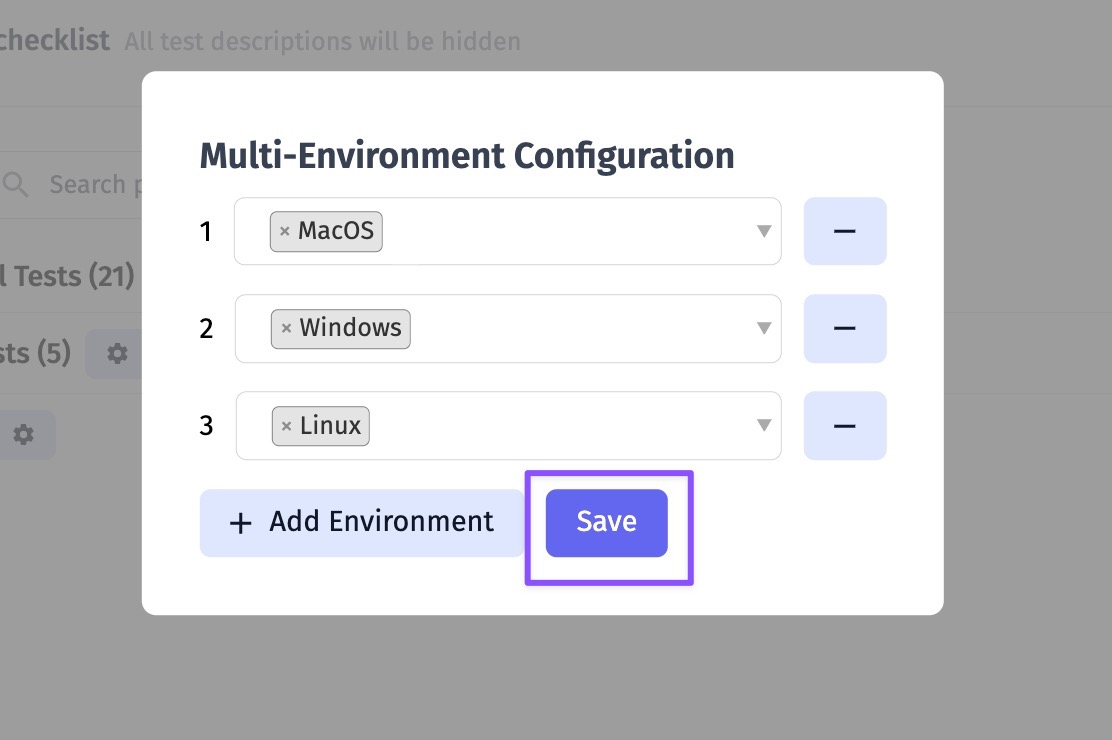 checklist All test descriptions will be hidden
Multi-Environment Configuration
Search
1 × MacOS
Tests (21)
2 × Windows
(5)
3 × Linux
+ Add Environment Save